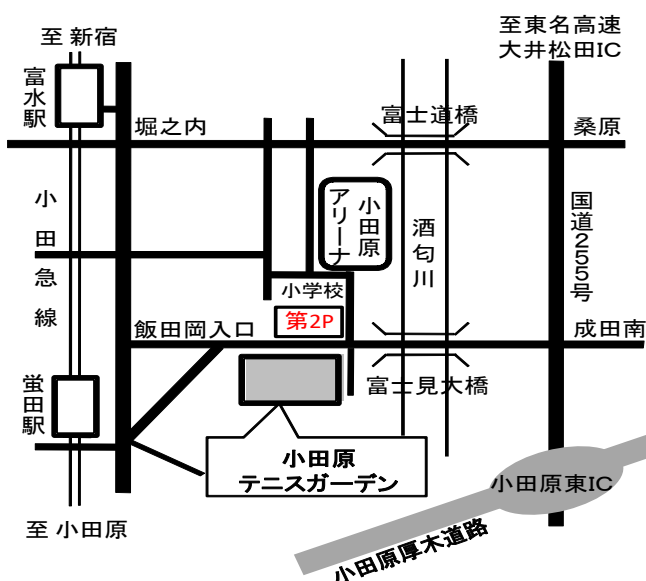 至 新宿
至東名高速
大井松田IC
富水駅
堀之内
富士道橋
桑原
小田急線
小田原
アリーナ
酒匂川
国道255号
小学校
第2P
飯田岡入口
成田南
蛍田駅
富士見大橋
小田原
テニスガーデン
小田原東IC
至 小田原
小田原厚木道路